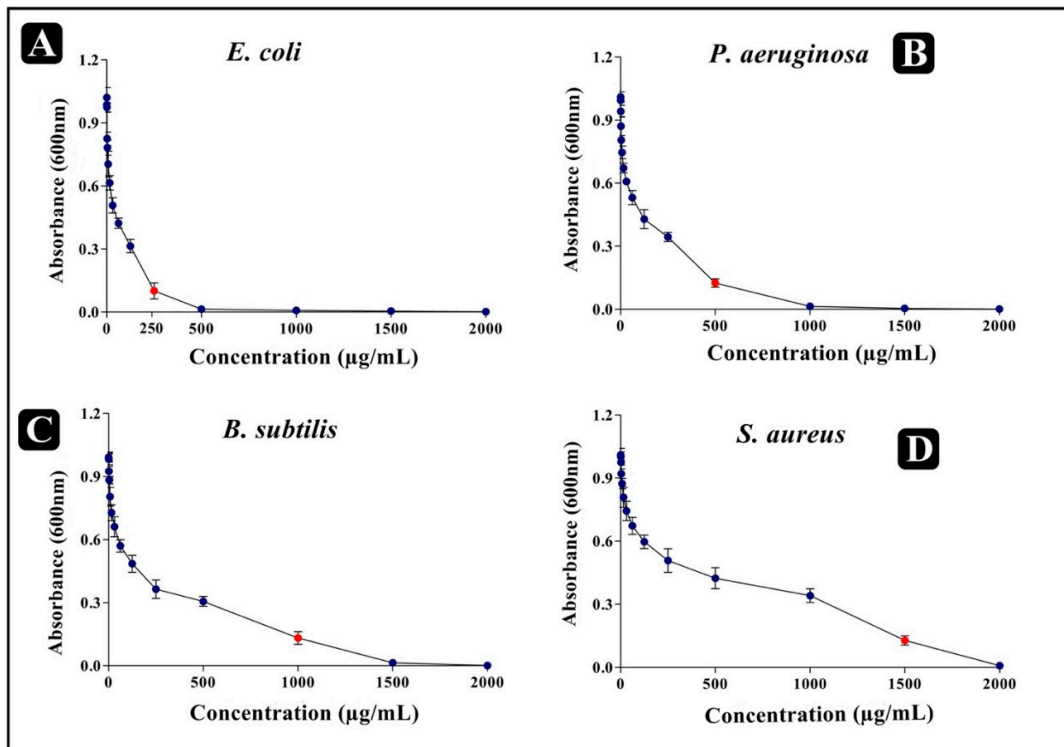 A
E. coli
1.2
0.9
0.6
0.3
0.0
Absorbance (600nm)
0 250 500 1000 1500 2000
Concentration (µg/mL)
P. aeruginosa B
1.2
0.9
0.6
0.3
0.0
Absorbance (600nm)
0 500 1000 1500 2000
Concentration (µg/mL)
C
B. subtilis
1.2
0.9
0.6
0.3
0.0
Absorbance (600nm)
0 500 1000 1500 2000
Concentration (µg/mL)
S. aureus D
1.2
0.9
0.6
0.3
0.0
Absorbance (600nm)
0 500 1000 1500 2000
Concentration (µg/mL)